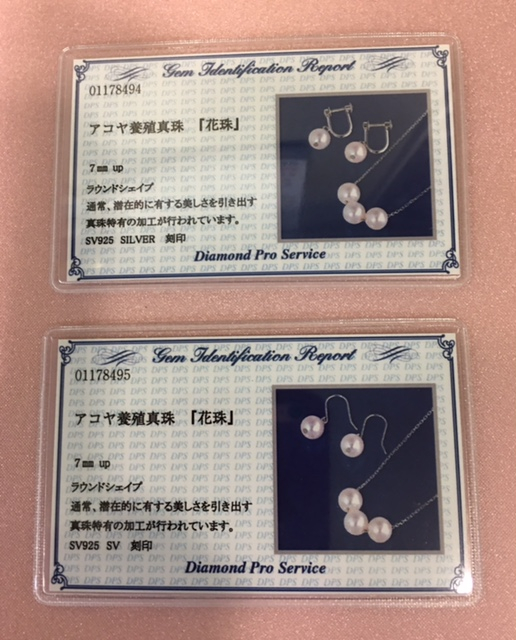 Gem Identification Report
01178494
アコヤ養殖真珠 『花珠』
7mm up
ラウンドシェイプ
通常、潜在的に有する美しさを引き出す
真珠特有の加工が行われています。
SV925 SILVER 刻印
Diamond Pro Service
Gem Identification Report
01178495
アコヤ養殖真珠 『花珠』
7mm up
ラウンドシェイプ
通常、潜在的に有する美しさを引き出す
真珠特有の加工が行われています。
SV925 SV 刻印
Diamond Pro Service